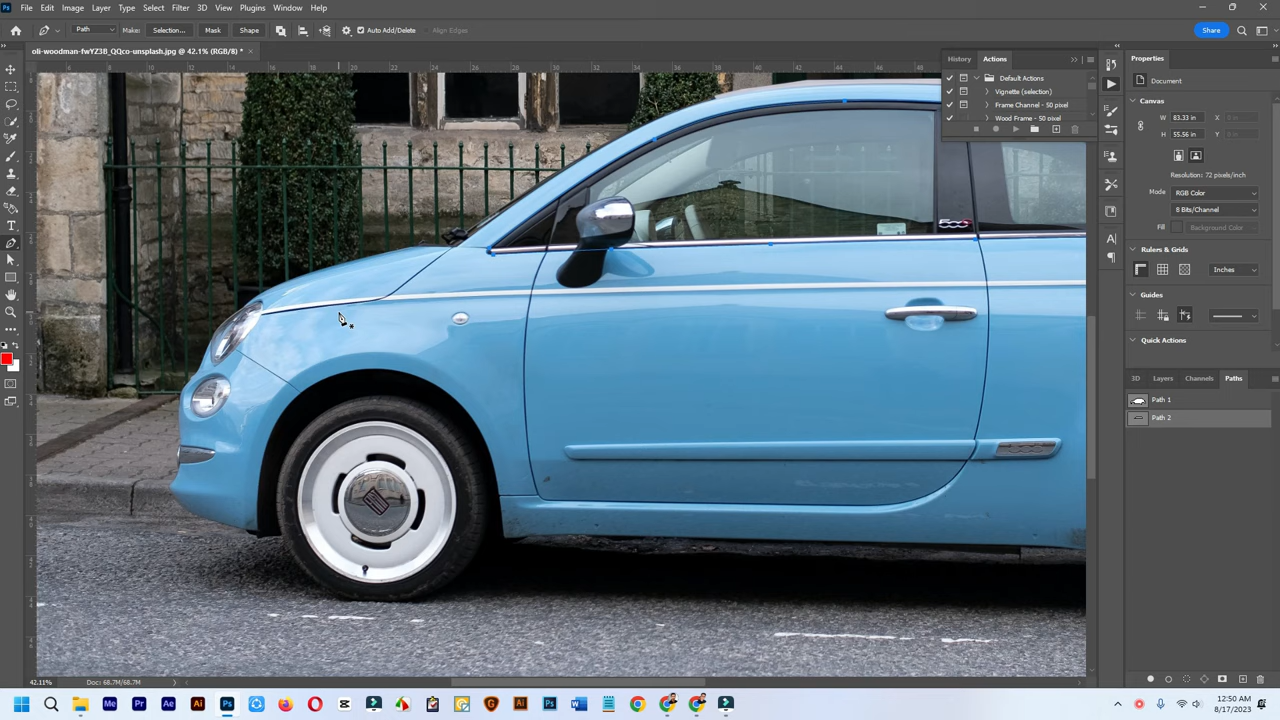 File Edit Image Layer Type Select Filter 3D View Plugins Window Help
Path Make: Selection... Mask Shape Auto Add/Delete Align Edges Share
oli-woodman-fwYZ3B_QQco-unsplash.jpg @ 42.1% (RGB/8) *
History Actions
Default Actions
Vignette (selection)
Frame Channel - 50 pixel
Wood Frame - 50 pixel
Properties
Document
Canvas
W 83.33 in X
H 55.56 in Y
Resolution: 72 pixels/inch
Mode RGB Color
8 Bits/Channel
Fill Background Color
Rulers & Grids
Inches
Guides
Quick Actions
3D Layers Channels Paths
Path 1
Path 2
500
42.11% Doc: 68.7M/68.7M
12:50 AM
8/17/2023